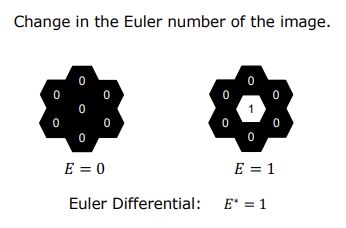 Change in the Euler number of the image.
0
0 0
0
0 0
0
0
0 0
1
0 0
0
E = 0
E = 1
Euler Differential: E* = 1